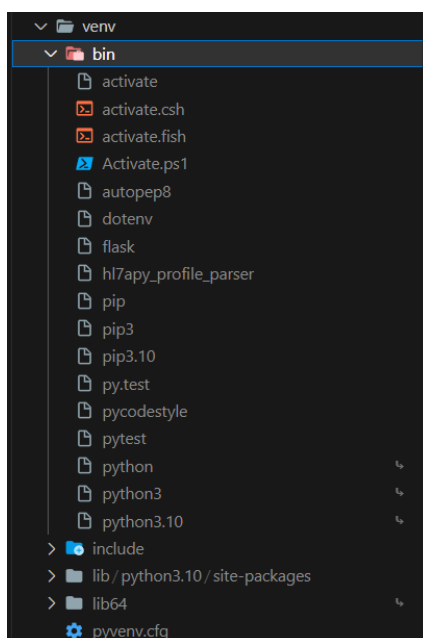 venv
bin
activate
activate.csh
activate.fish
Activate.ps1
autopep8
dotenv
flask
hl7apy_profile_parser
pip
pip3
pip3.10
py.test
pycodestyle
pytest
python
python3
python3.10
include
lib/python3.10/site-packages
lib64
pyvenv.cfg